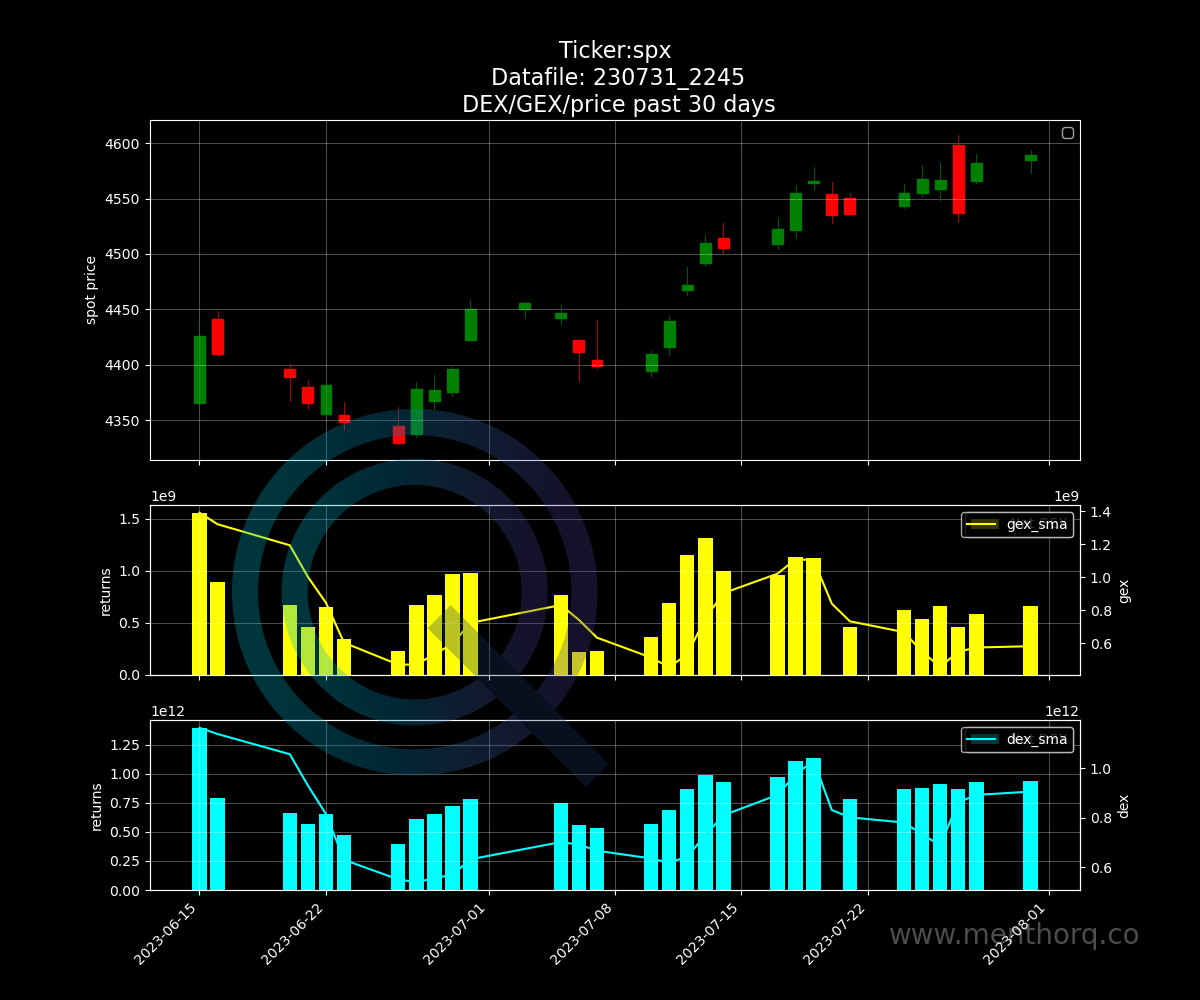 Ticker:spx
Datafile: 230731_2245
DEX/GEX/price past 30 days
4600
4550
4500
4450
4400
4350
spot price
1e9
1e9
1.5
1.0
0.5
0.0
returns
gex_sma
1.4
1.2
1.0
0.8
0.6
gex
1e12
1e12
1.25
1.00
0.75
0.50
0.25
0.00
returns
dex_sma
1.0
0.8
0.6
dex
2023-06-15
2023-06-22
2023-07-01
2023-07-08
2023-07-15
2023-07-22
2023-08-01
www.menthorq.co